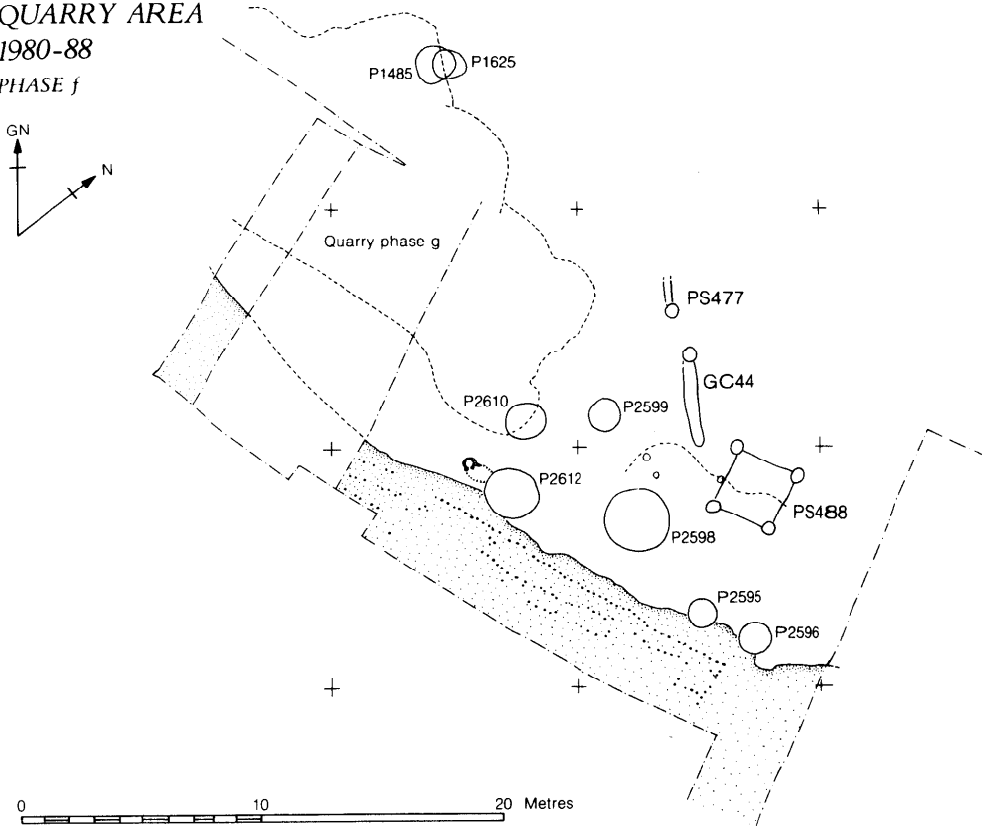 QUARRY AREA
1980-88
PHASE f
GN
N
P1485
P1625
Quarry phase g
PS477
GC44
P2610
P2599
P2612
P2598
PS488
P2595
P2596
0 10 20 Metres